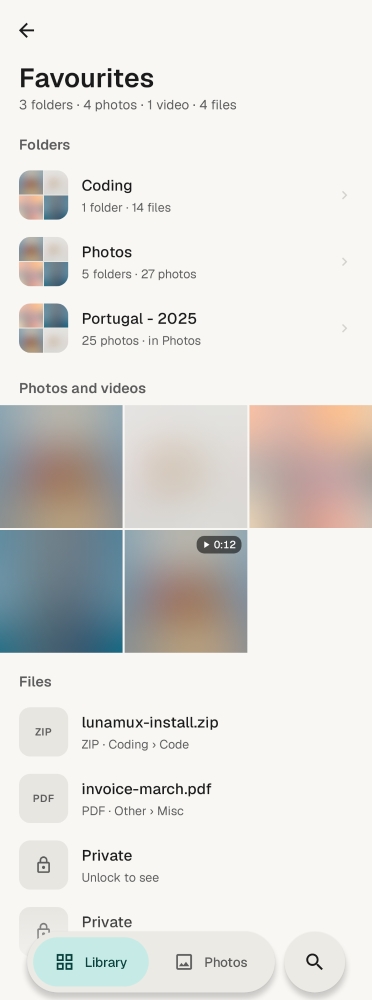 Favourites
3 folders · 4 photos · 1 video · 4 files
Folders
Coding
1 folder · 14 files
Photos
5 folders · 27 photos
Portugal - 2025
25 photos · in Photos
Photos and videos
0:12
Files
ZIP
lunamux-install.zip
ZIP · Coding › Code
PDF
invoice-march.pdf
PDF · Other › Misc
Private
Unlock to see
Private
Library
Photos